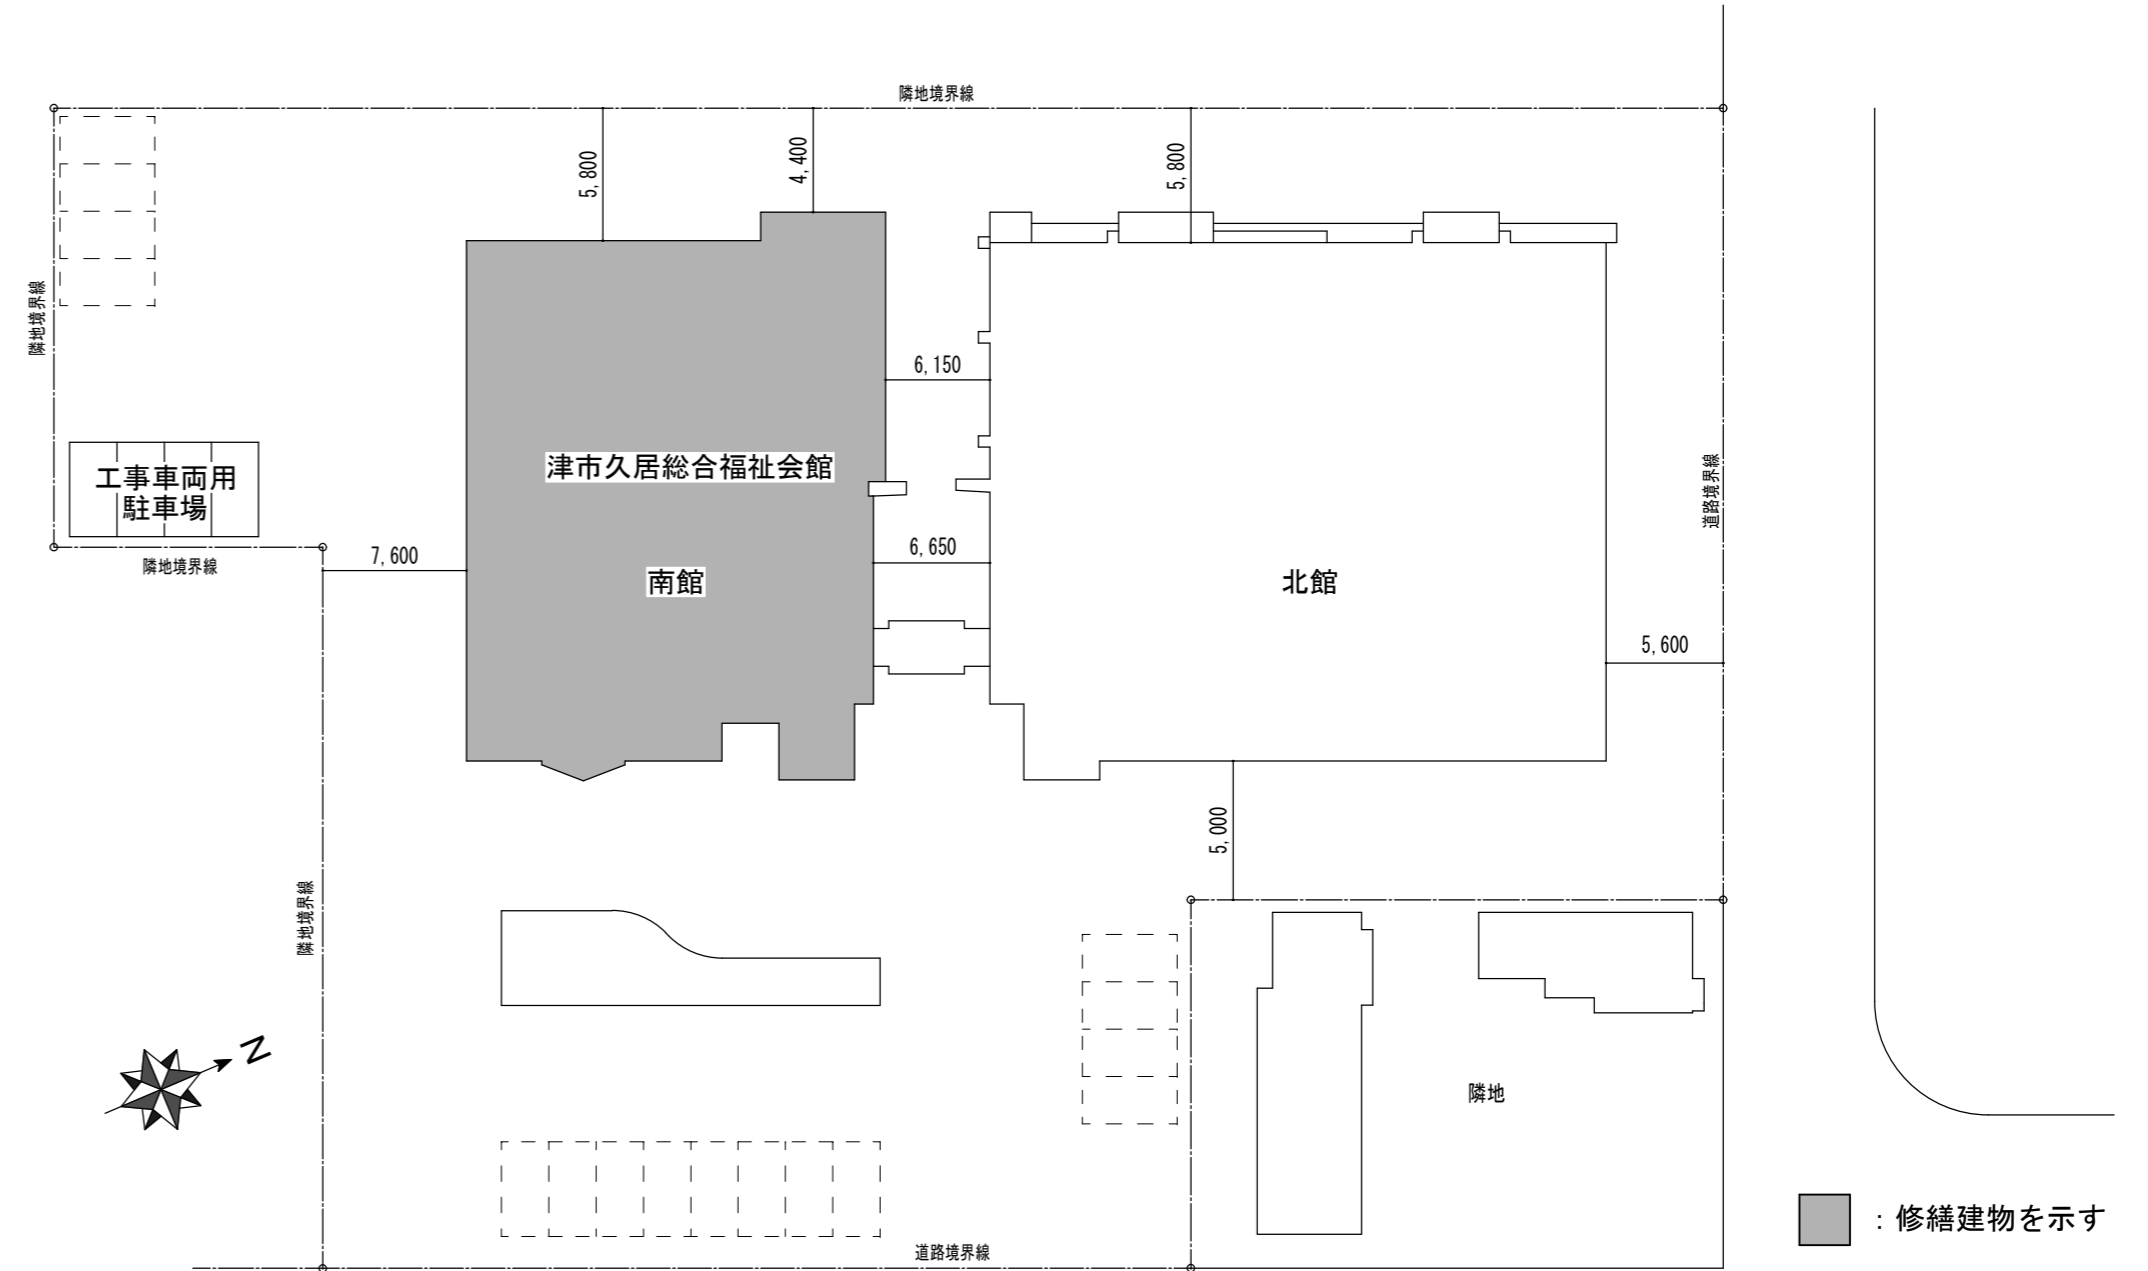 隣地境界線
5,800
4,400
5,800
隣地境界線
6,150
津市久居総合福祉会館
工事車両用
駐車場
道路境界線
6,650
7,600
隣地境界線
南館
北館
5,600
5,000
隣地境界線
N
隣地
：修繕建物を示す
道路境界線